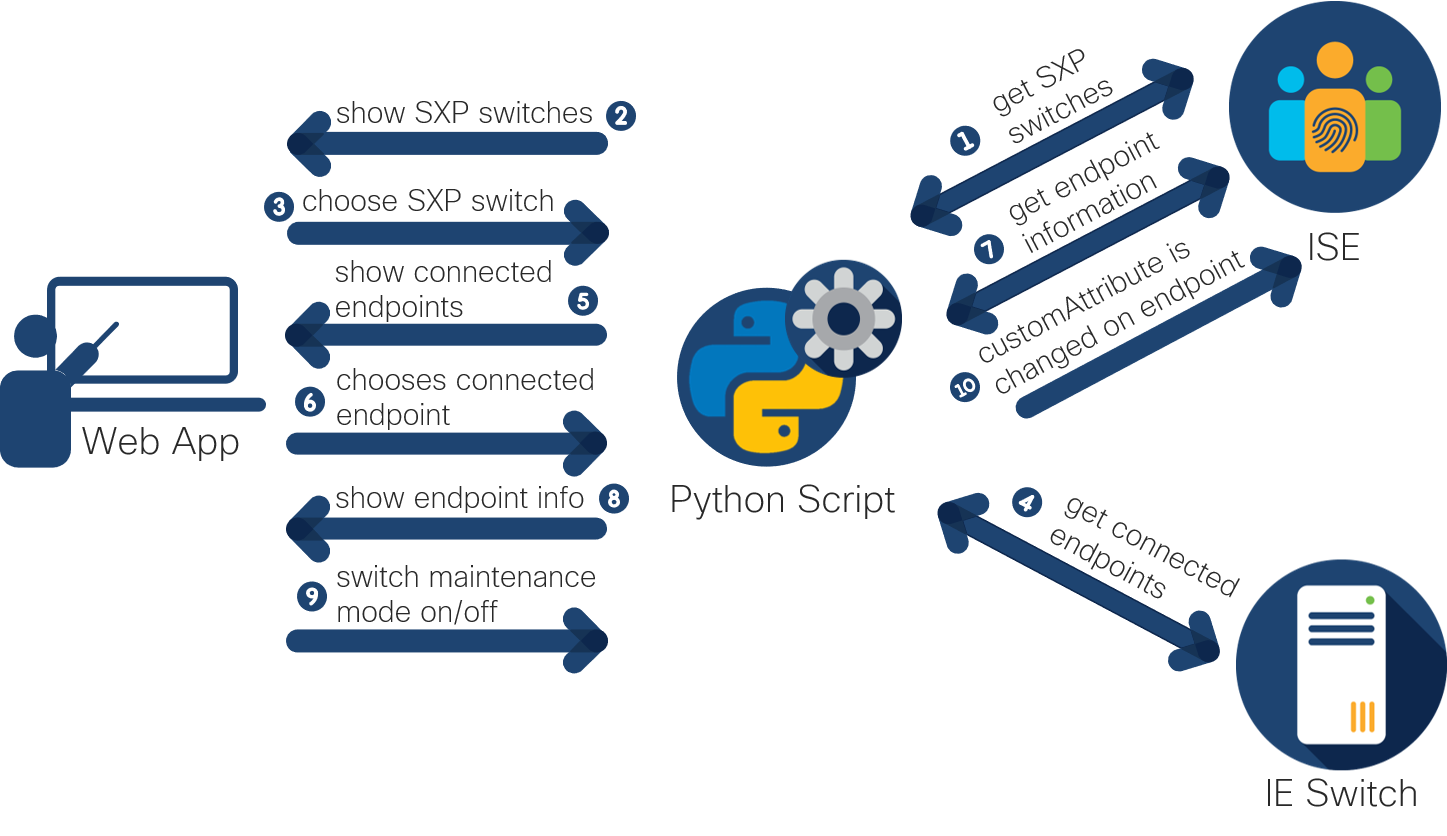 show SXP switches 2
3 choose SXP switch
show connected
endpoints 5
6 chooses connected
endpoint
show endpoint info 8
9 switch maintenance
mode on/off
Web App
Python Script
1 get SXP
switches
7 get endpoint
information
10 customAttribute is
changed on endpoint
ISE
4 get connected
endpoints
IE Switch